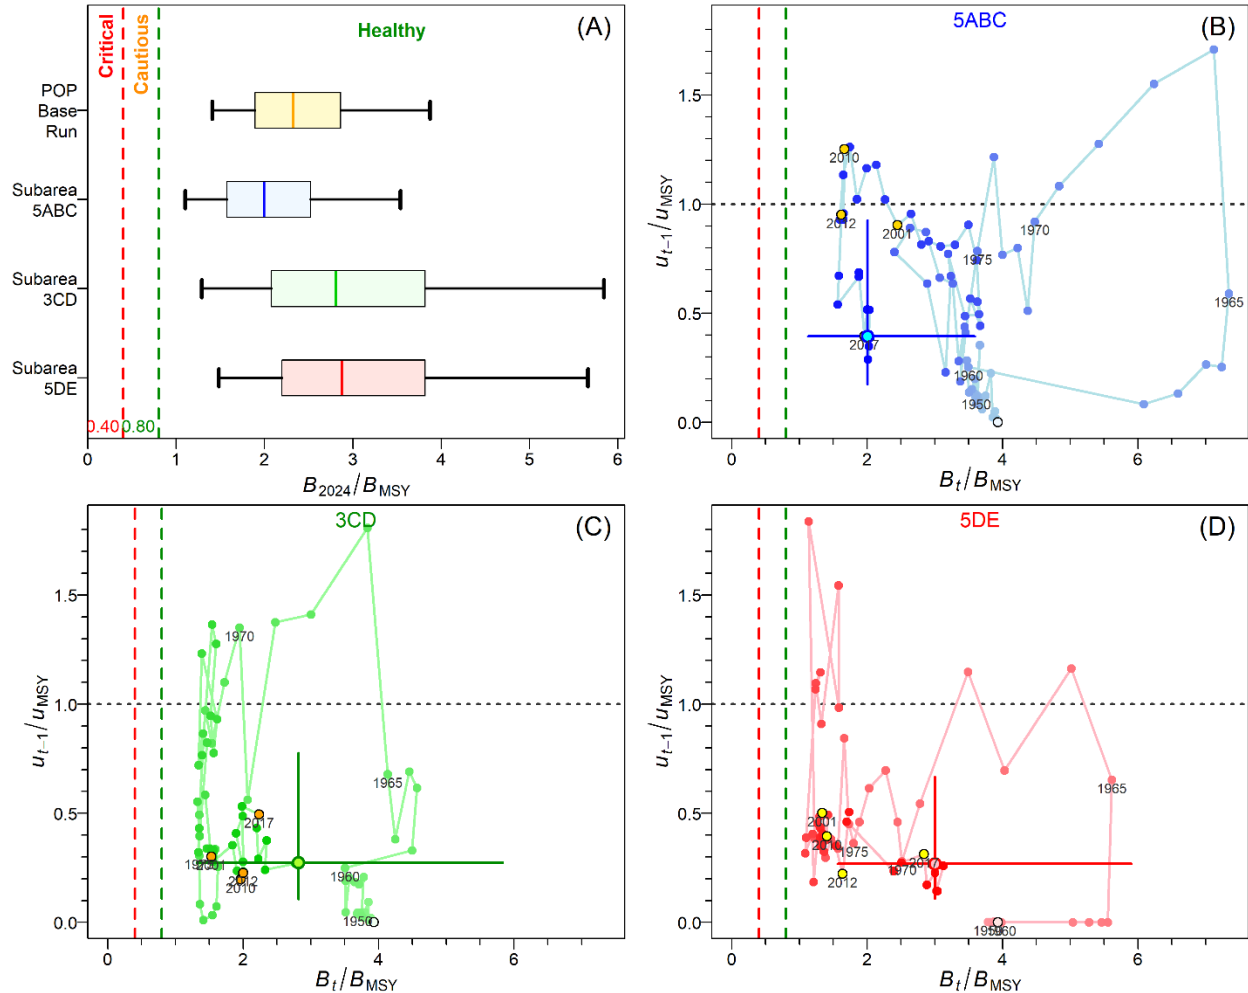 (A)
Critical
Cautious
Healthy
POP
Base
Run
Subarea
5ABC
Subarea
3CD
Subarea
5DE
0.40
0.80
0
1
2
3
4
5
6
B2024/BMSY
(B)
5ABC
1.5
1.0
0.5
0.0
ut−1/uMSY
2010
2012
2001
1970
1975
1965
1960
1950
0
2
4
6
Bt/BMSY
(C)
3CD
1.5
1.0
0.5
0.0
ut−1/uMSY
1970
1965
2017
2012
2010
1960
1950
0
2
4
6
Bt/BMSY
(D)
5DE
1.5
1.0
0.5
0.0
ut−1/uMSY
1965
2001
2010
1975
2012
1970
1960
0
2
4
6
Bt/BMSY